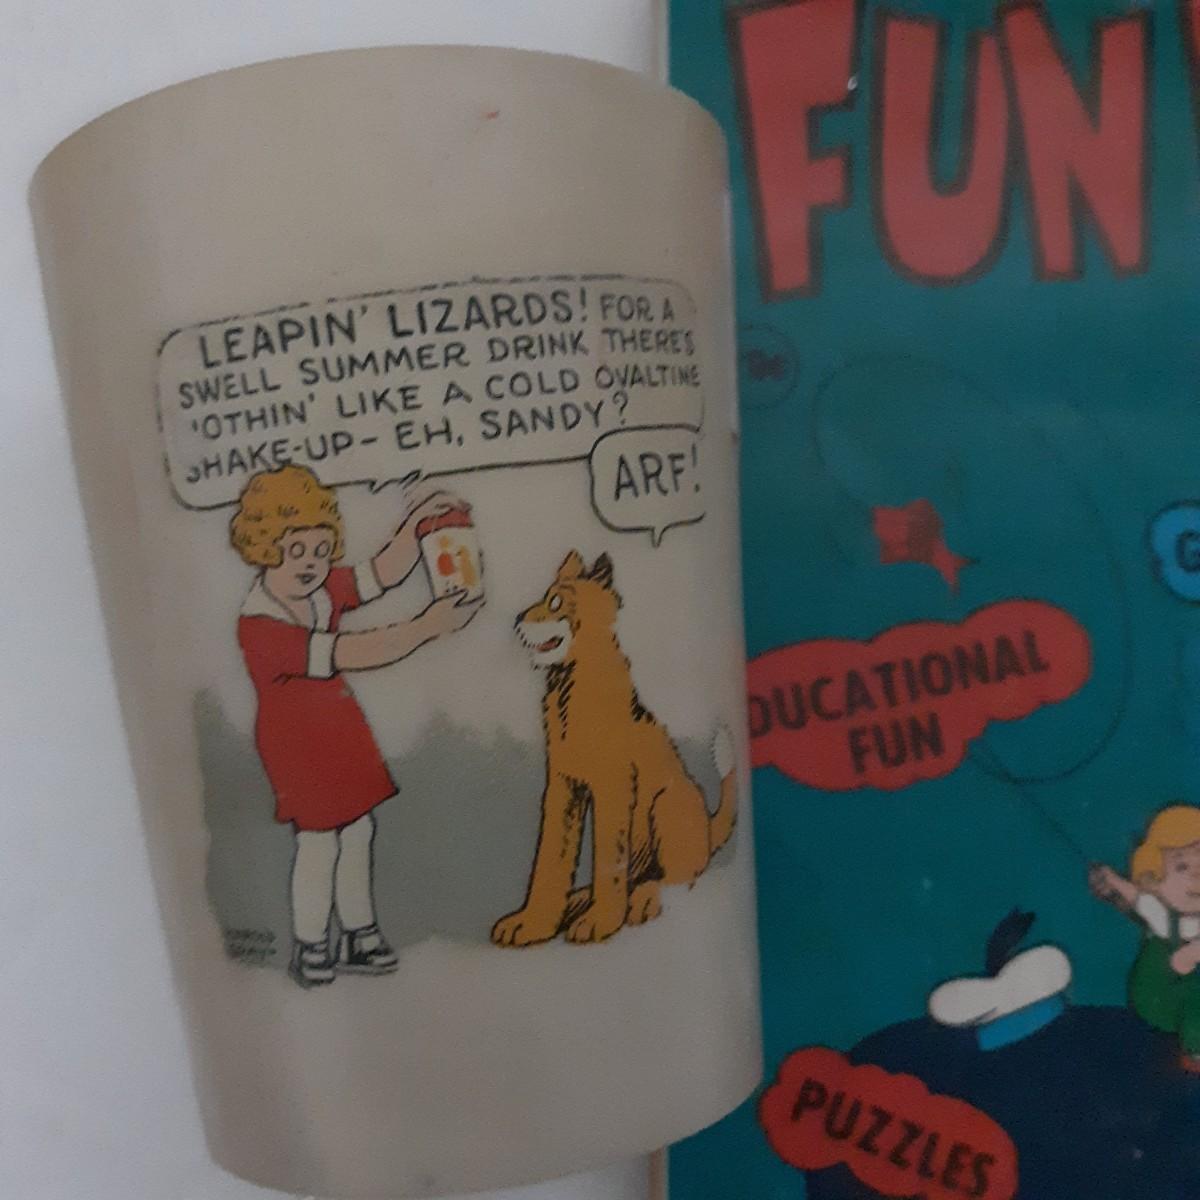 LEAPIN' LIZARDS! FOR A
SWELL SUMMER DRINK THERE'S
'OTHIN' LIKE A COLD OVALTINE
SHAKE-UP- EH, SANDY?
ARF!
FUN
G
DUCATIONAL
FUN
PUZZLES